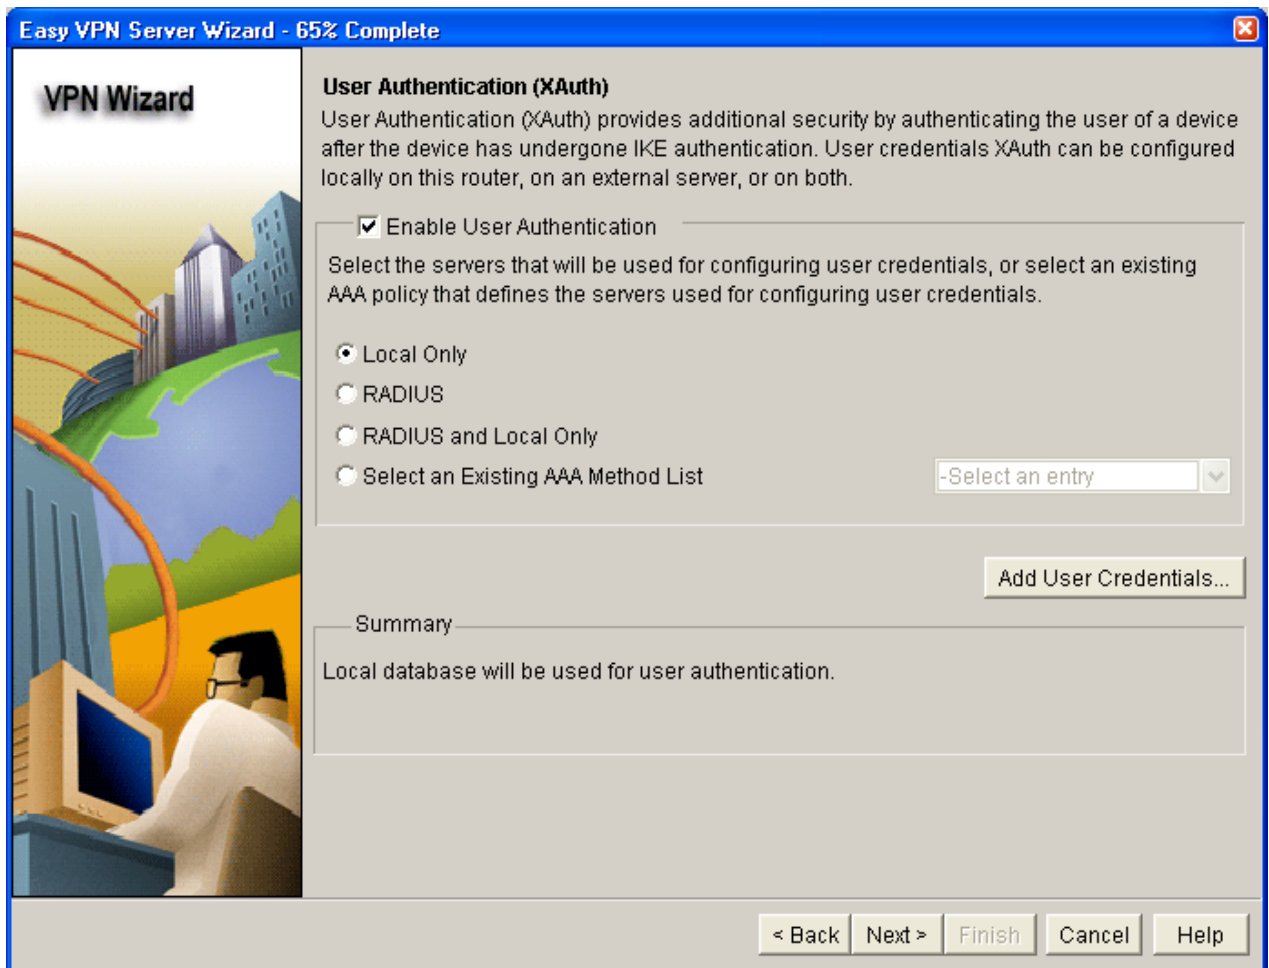 Easy VPN Server Wizard - 65% Complete
VPN Wizard
User Authentication (XAuth)
User Authentication (XAuth) provides additional security by authenticating the user of a device
after the device has undergone IKE authentication. User credentials XAuth can be configured
locally on this router, on an external server, or on both.
Enable User Authentication
Select the servers that will be used for configuring user credentials, or select an existing
AAA policy that defines the servers used for configuring user credentials.
Local Only
RADIUS
RADIUS and Local Only
Select an Existing AAA Method List -Select an entry
Add User Credentials...
Summary
Local database will be used for user authentication.
< Back Next > Finish Cancel Help